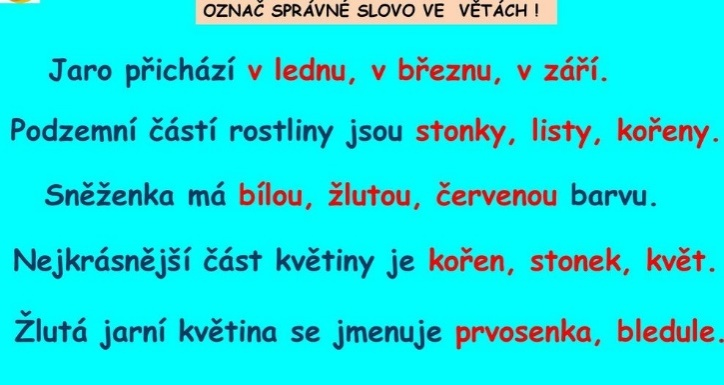 OZNAČ SPRÁVNÉ SLOVO VE VĚTÁCH !
Jaro přichází v lednu, v březnu, v září.
Podzemní částí rostliny jsou stonky, listy, kořeny.
Sněženka má bílou, žlutou, červenou barvu.
Nejkrásnější část květiny je kořen, stonek, květ.
Žlutá jarní květina se jmenuje prvosenka, bledule.